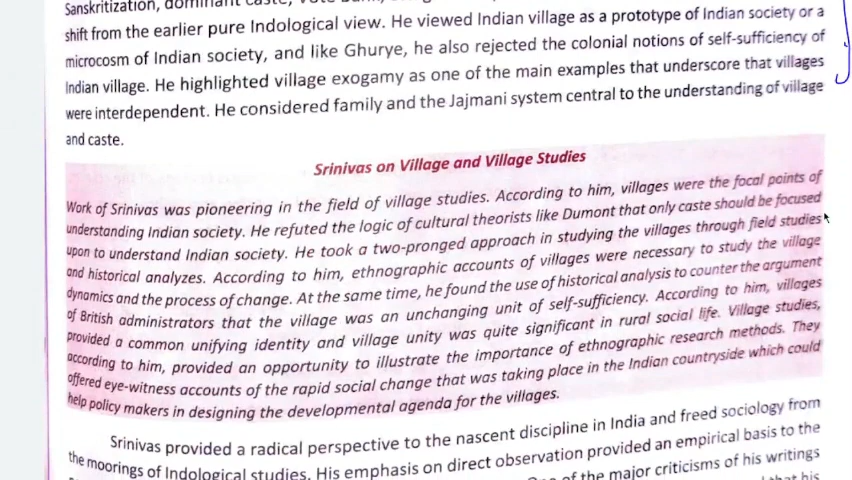 Sanskritization, dominant caste, vote
shift from the earlier pure Indological view. He viewed Indian village as a prototype of Indian society or a
microcosm of Indian society, and like Ghurye, he also rejected the colonial notions of self-sufficiency of
Indian village. He highlighted village exogamy as one of the main examples that underscore that villages
were interdependent. He considered family and the Jajmani system central to the understanding of village
and caste.
Srinivas on Village and Village Studies
Work of Srinivas was pioneering in the field of village studies. According to him, villages were the focal points of
understanding Indian society. He refuted the logic of cultural theorists like Dumont that only caste should be focused
upon to understand Indian society. He took a two-pronged approach in studying the villages through field studies
and historical analyzes. According to him, ethnographic accounts of villages were necessary to study the village
dynamics and the process of change. At the same time, he found the use of historical analysis to counter the argument
of British administrators that the village was an unchanging unit of self-sufficiency. According to him, villages
provided a common unifying identity and village unity was quite significant in rural social life. Village studies,
according to him, provided an opportunity to illustrate the importance of ethnographic research methods. They
offered eye-witness accounts of the rapid social change that was taking place in the Indian countryside which could
help policy makers in designing the developmental agenda for the villages.
Srinivas provided a radical perspective to the nascent discipline in India and freed sociology from
the moorings of Indological studies. His emphasis on direct observation provided an empirical basis to the
of the major criticisms of his writings
that his